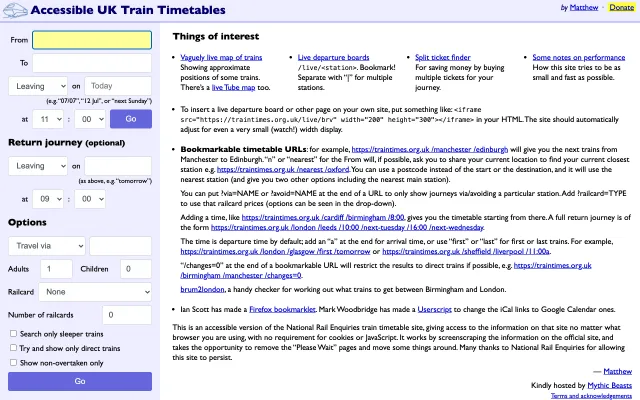 Accessible UK Train Timetables
by Matthew · Donate
From
To
Leaving on Today
(e.g. "07/07", "12 Jul", or "next Sunday")
at 11 : 00 Go
Return journey (optional)
Leaving on
(as above, e.g. "tomorrow")
at 09 : 00
Options
Travel via
Adults 1 Children 0
Railcard None
Number of railcards 0
Search only sleeper trains
Try and show only direct trains
Show non-overtaken only
Go
Things of interest
• Vaguely live map of trains
Showing approximate
positions of some trains.
There's a live Tube map too.
• Live departure boards
/live/<station>. Bookmark!
Separate with "|" for multiple
stations.
• Split ticket finder
For saving money by buying
multiple tickets for your
journey.
• Some notes on performance
How this site tries to be as
small and fast as possible.
• To insert a live departure board or other page on your own site, put something like: <iframe
src="https://traintimes.org.uk/live/brv" width="200" height="300"></iframe> in your HTML. The site should automatically
adjust for even a very small (watch!) width display.
• Bookmarkable timetable URLs: for example, https://traintimes.org.uk /manchester /edinburgh will give you the next trains from
Manchester to Edinburgh. "n" or "nearest" for the From will, if possible, ask you to share your current location to find your current closest
station e.g. https://traintimes.org.uk /nearest /oxford. You can use a postcode instead of the start or the destination, and it will use the
nearest station (and give you two other options including the nearest main station).
You can put ?via=NAME or ?avoid=NAME at the end of a URL to only show journeys via/avoiding a particular station. Add ?railcard=TYPE
to use that railcard prices (options can be seen in the drop-down).
Adding a time, like https://traintimes.org.uk /cardiff /birmingham /8:00, gives you the timetable starting from there. A full return journey is of
the form https://traintimes.org.uk /london /leeds /10:00 /next-tuesday /16:00 /next-wednesday.
The time is departure time by default; add an "a" at the end for arrival time, or use "first" or "last" for first or last trains. For example,
https://traintimes.org.uk /london /glasgow /first /tomorrow or https://traintimes.org.uk /sheffield /liverpool /11:00a.
"/changes=0" at the end of a bookmarkable URL will restrict the results to direct trains if possible, e.g. https://traintimes.org.uk
/birmingham /manchester /changes=0.
brum2london, a handy checker for working out what trains to get between Birmingham and London.
• Ian Scott has made a Firefox bookmarklet. Mark Woodbridge has made a Userscript to change the iCal links to Google Calendar ones.
This is an accessible version of the National Rail Enquiries train timetable site, giving access to the information on that site no matter what
browser you are using, with no requirement for cookies or JavaScript. It works by screenscraping the information on the official site, and
takes the opportunity to remove the "Please Wait" pages and move some things around. Many thanks to National Rail Enquiries for allowing
this site to persist.
— Matthew
Kindly hosted by Mythic Beasts
Terms and acknowledgements